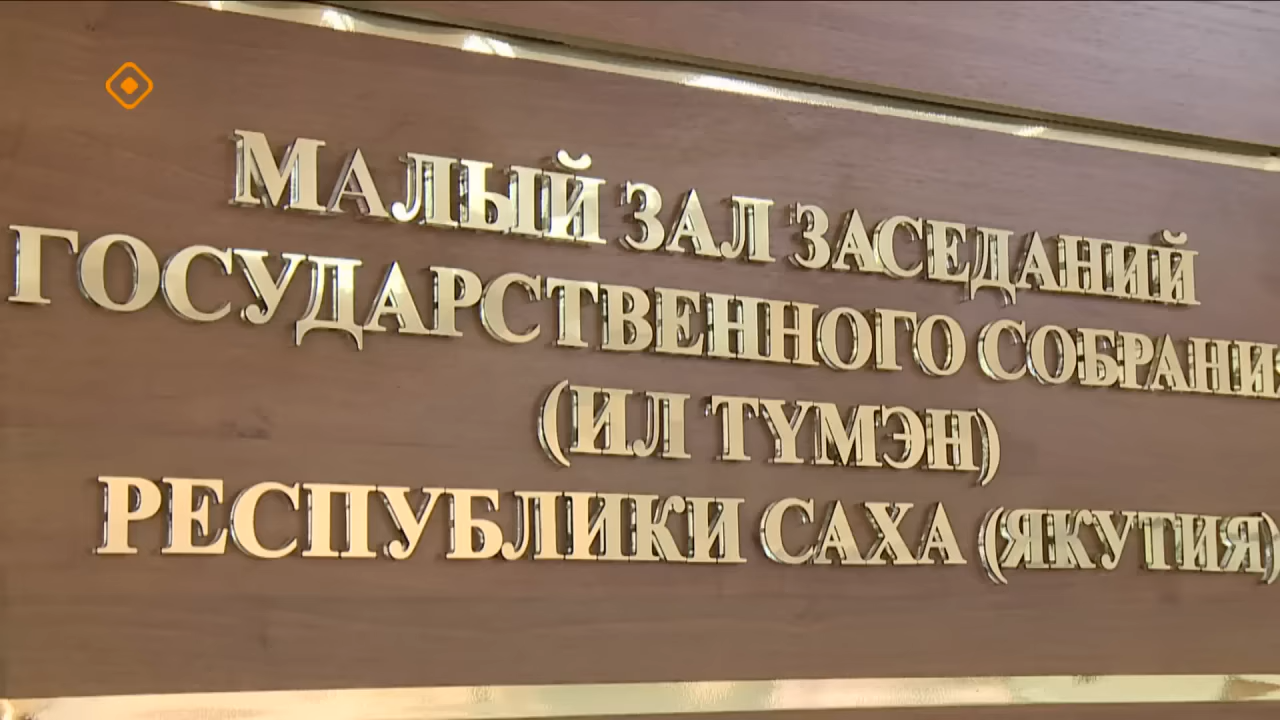 МАЛЫЙ ЗАЛ ЗАСЕДАНИЙ
ГОСУДАРСТВЕННОГО СОБРАНИ
(ИЛ ТҮМЭН)
РЕСПУБЛИКИ САХА (ЯКУТИЯ)